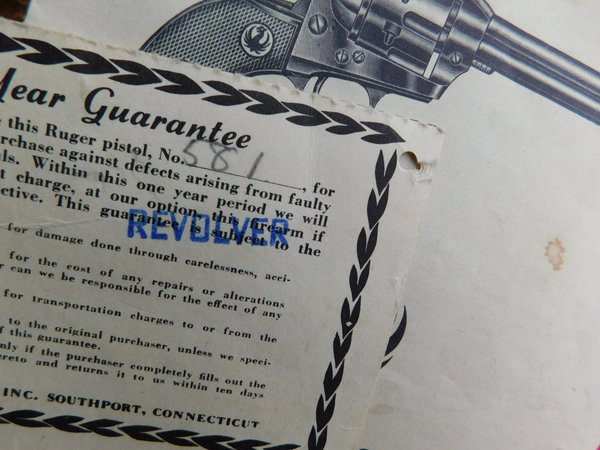 Year Guarantee
this Ruger pistol, No. 581, for
purchase against defects arising from faulty
Within this one year period we will
charge, at our option, this firearm if
This guarantee is subject to the
REVOLVER
for damage done through carelessness, acci-
for the cost of any repairs or alterations
can we be responsible for the effect of any
for transportation charges to or from the
to the original purchaser, unless we speci-
f this guarantee.
only if the purchaser completely fills out the
hereto and returns it to us within ten days
INC. SOUTHPORT, CONNECTICUT